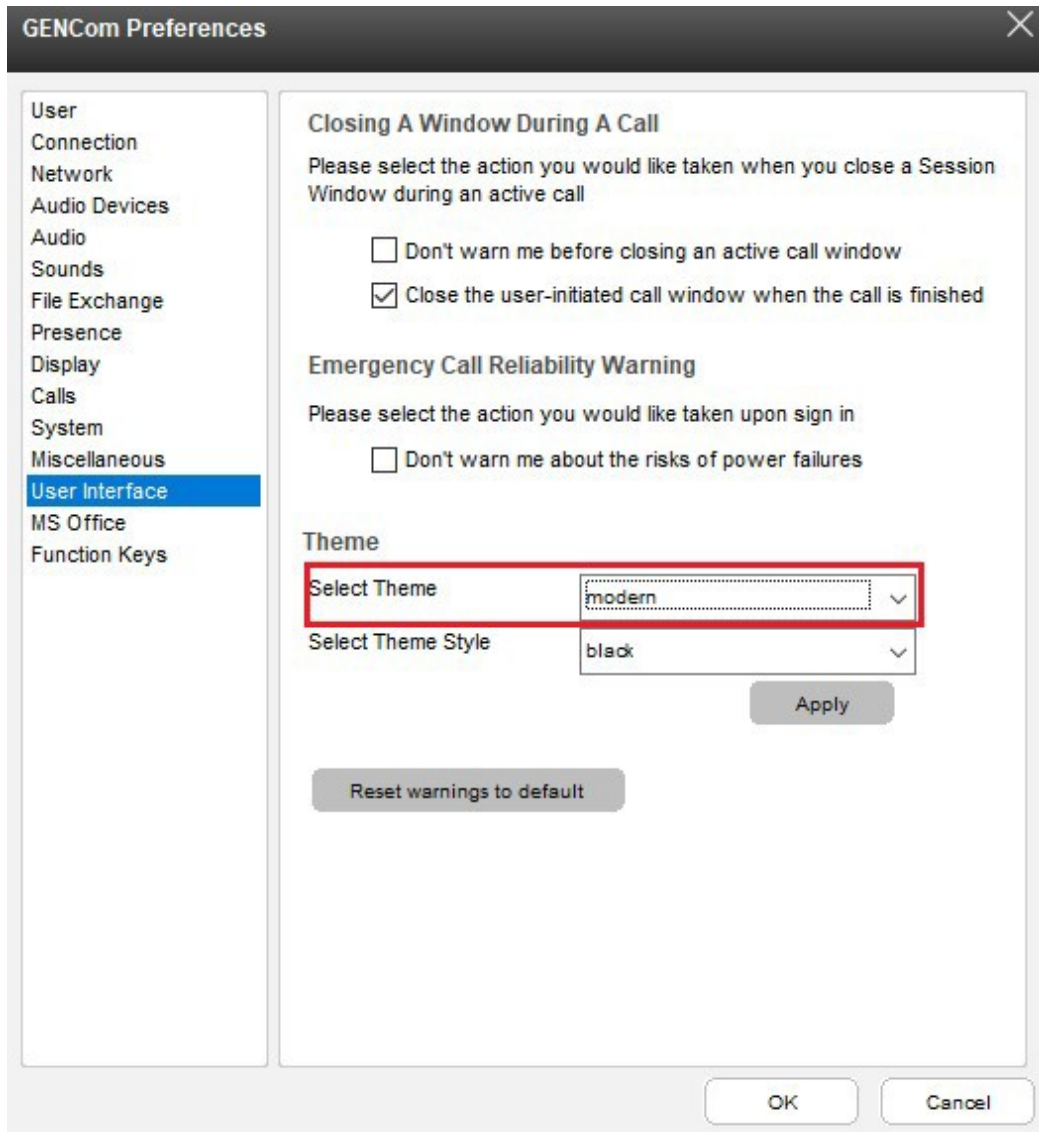 GENCom Preferences
User
Connection
Network
Audio Devices
Audio
Sounds
File Exchange
Presence
Display
Calls
System
Miscellaneous
User Interface
MS Office
Function Keys
Closing A Window During A Call
Please select the action you would like taken when you close a Session
Window during an active call
Don't warn me before closing an active call window
Close the user-initiated call window when the call is finished
Emergency Call Reliability Warning
Please select the action you would like taken upon sign in
Don't warn me about the risks of power failures
Theme
Select Theme modern
Select Theme Style black
Apply
Reset warnings to default
OK Cancel